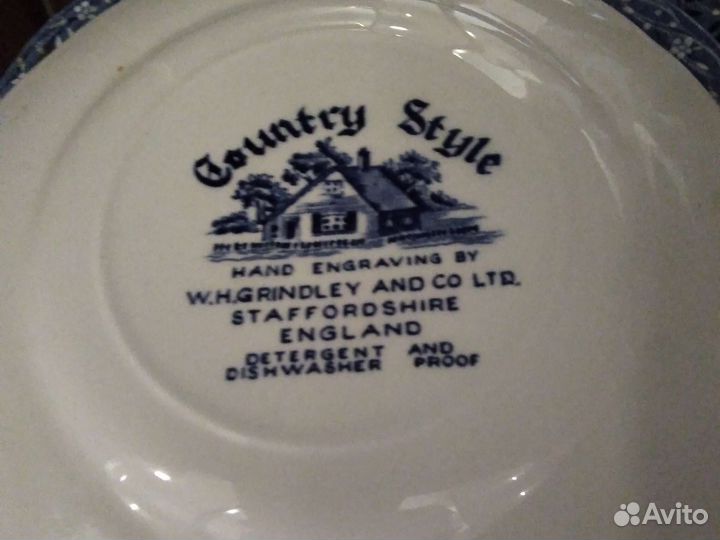 Country Style
HAND ENGRAVING BY
W.H.GRINDLEY AND CO LTD.
STAFFORDSHIRE
ENGLAND
DETERGENT AND
DISHWASHER PROOF
Avito